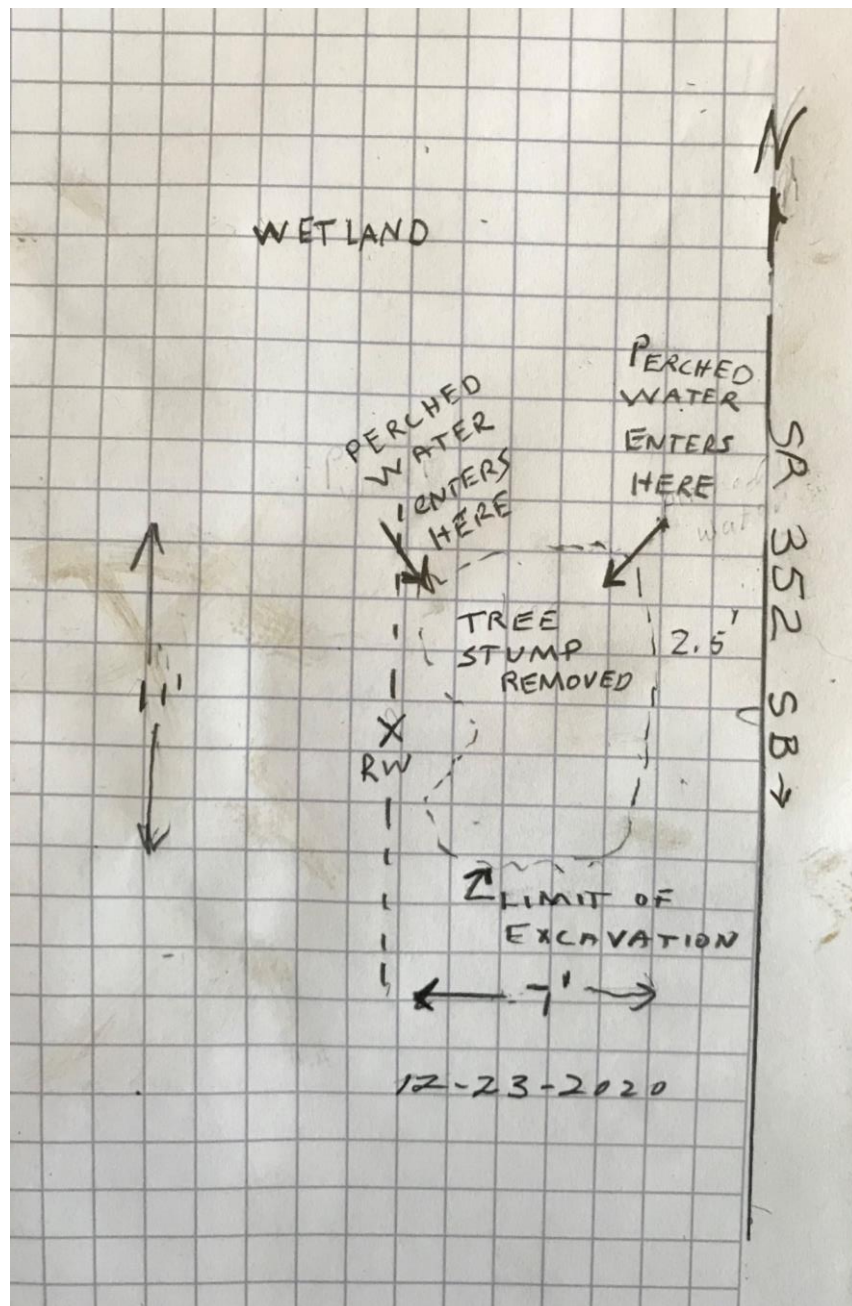 N
WETLAND
PERCHED
WATER
ENTERS
HERE
PERCHED
WATER
ENTERS
HERE
SR 352 SB →
TREE
STUMP
REMOVED
2.5'
11'
X
RW
LIMIT OF
EXCAVATION
7'
12-23-2020